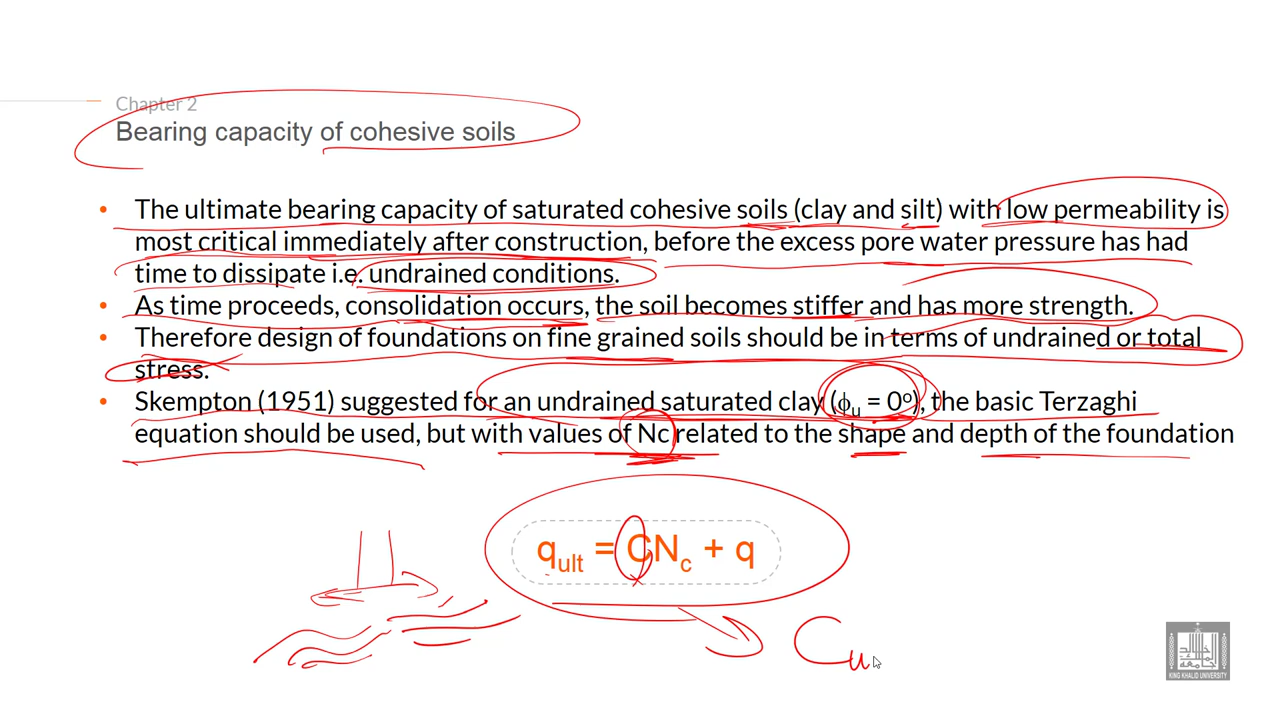 Chapter 2
Bearing capacity of cohesive soils
• The ultimate bearing capacity of saturated cohesive soils (clay and silt) with low permeability is
most critical immediately after construction, before the excess pore water pressure has had
time to dissipate i.e. undrained conditions.
• As time proceeds, consolidation occurs, the soil becomes stiffer and has more strength.
• Therefore design of foundations on fine grained soils should be in terms of undrained or total
stress.
• Skempton (1951) suggested for an undrained saturated clay (ϕu = 0º), the basic Terzaghi
equation should be used, but with values of Nc related to the shape and depth of the foundation
qult = CNc + q
Cu
KING KHALID UNIVERSITY